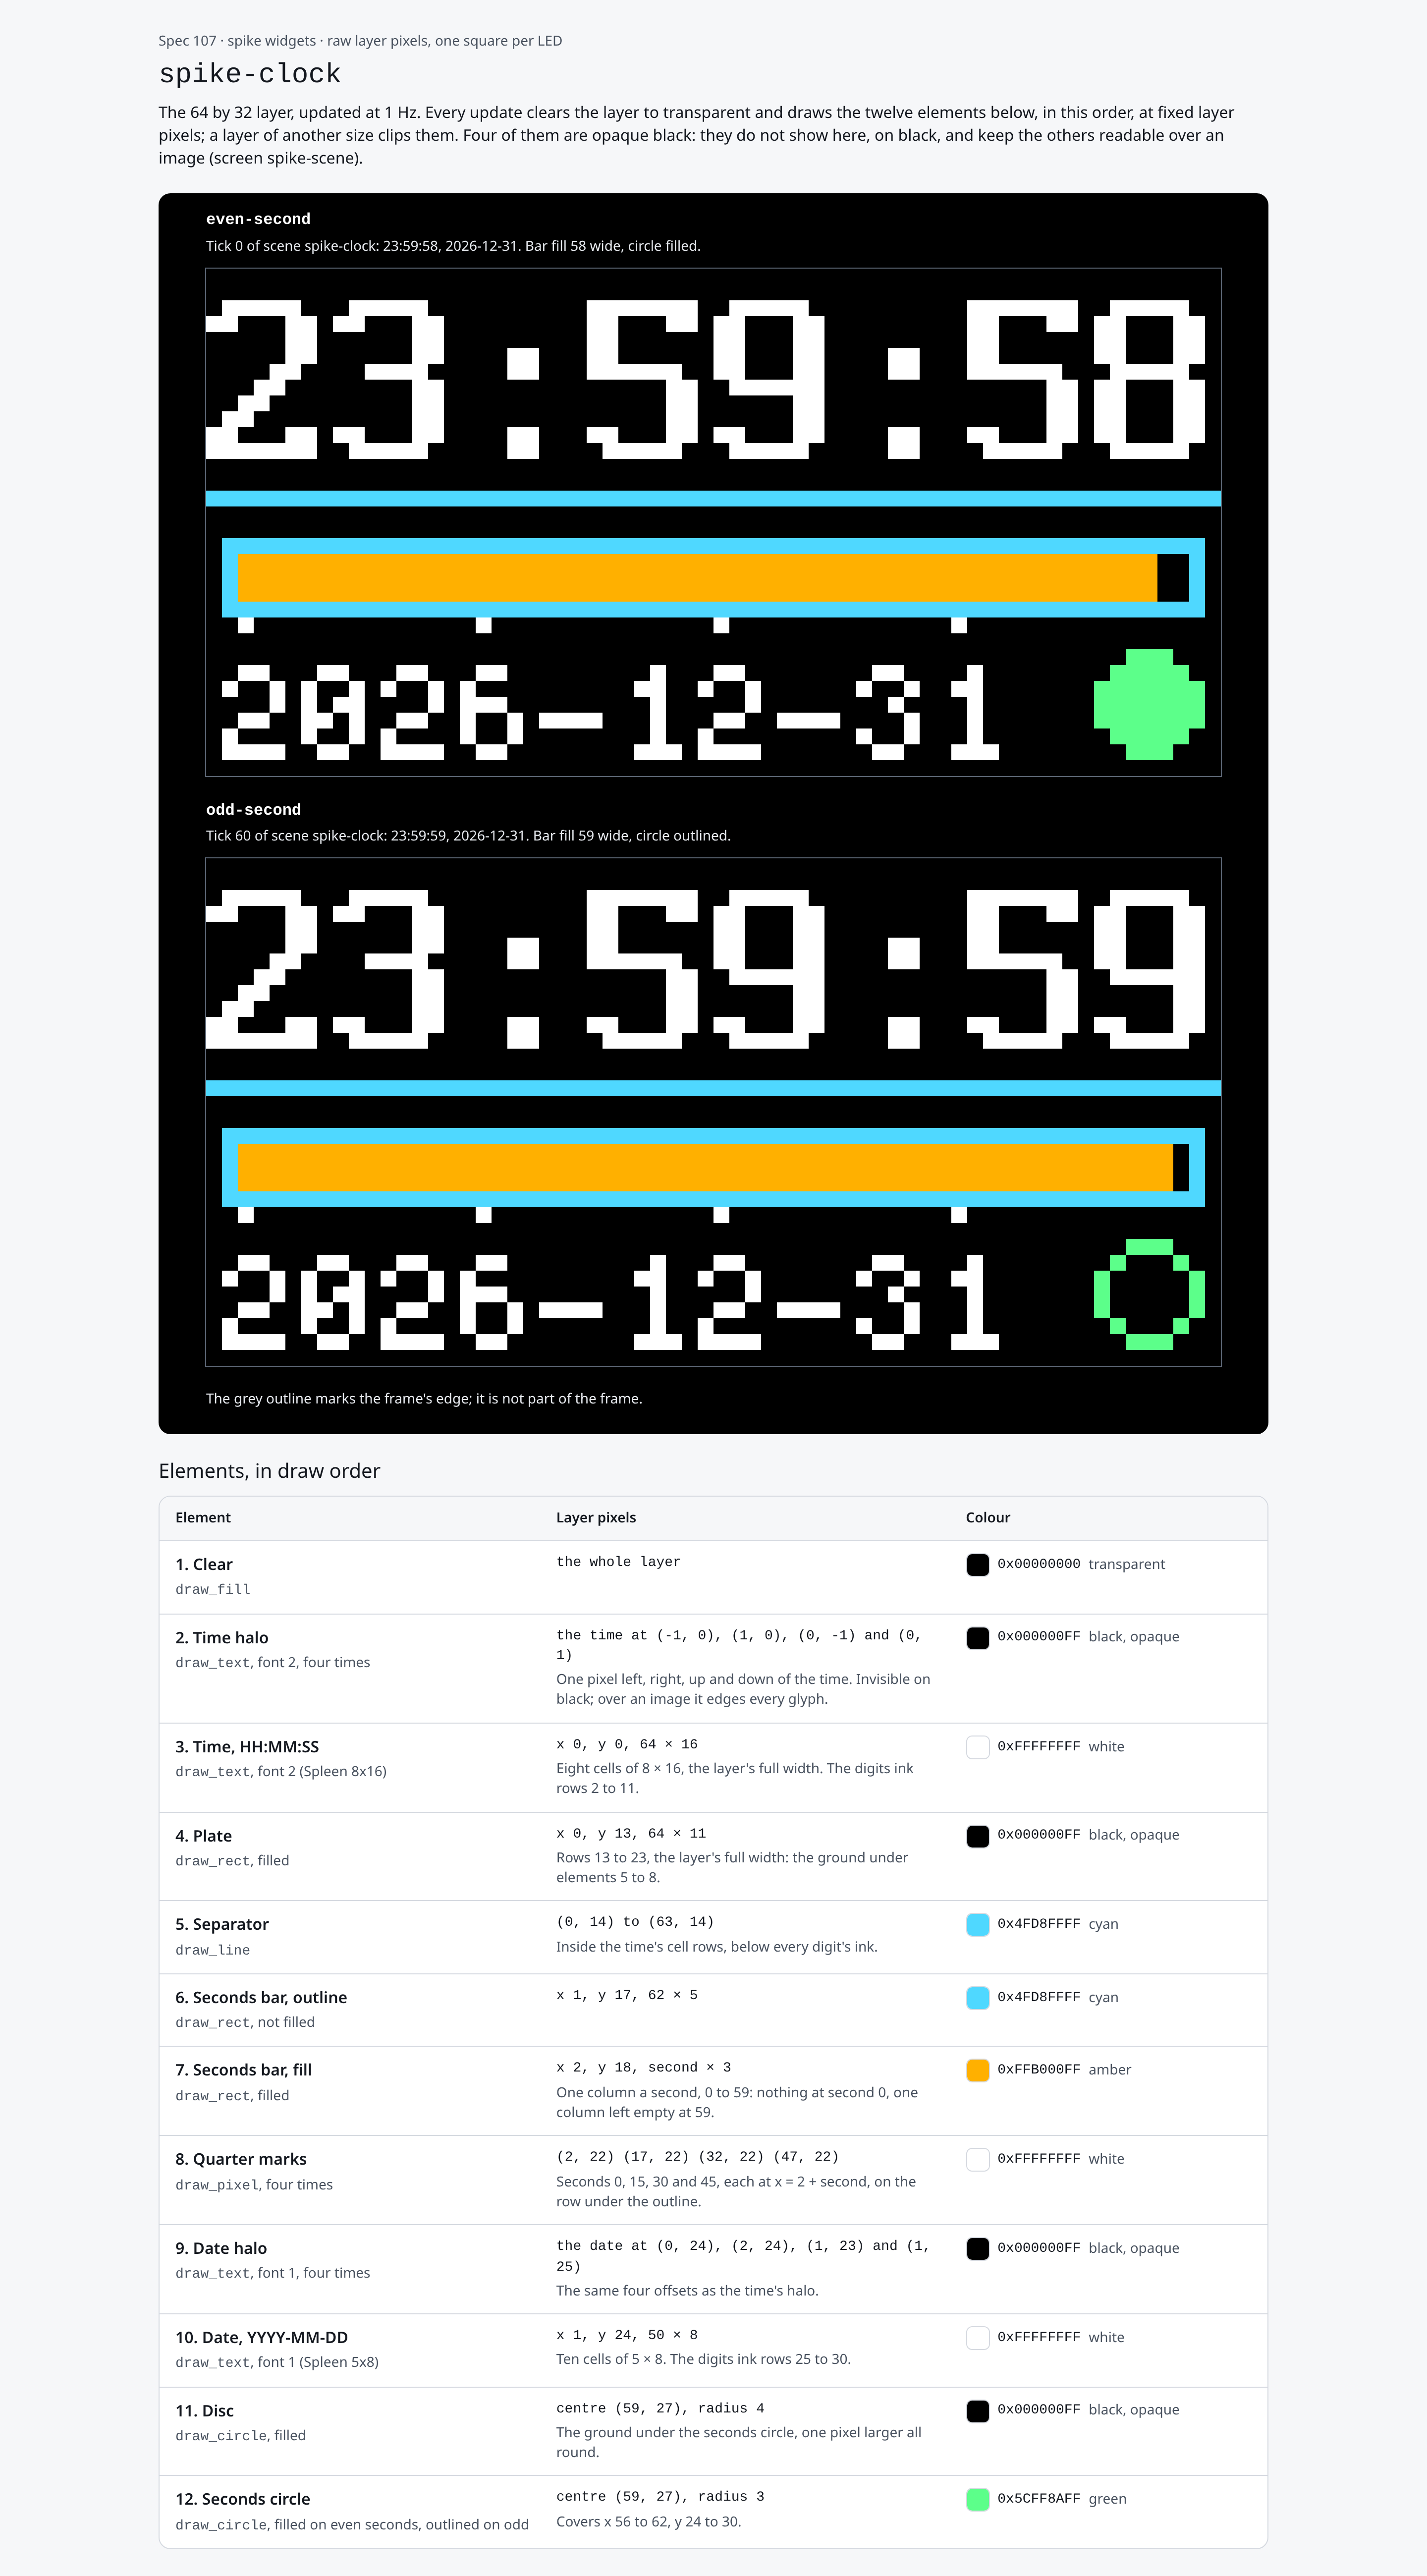 Spec 107 · spike widgets · raw layer pixels, one square per LED
spike-clock
The 64 by 32 layer, updated at 1 Hz. Every update clears the layer to transparent and draws the twelve elements below, in this order, at fixed layer
pixels; a layer of another size clips them. Four of them are opaque black: they do not show here, on black, and keep the others readable over an
image (screen spike-scene).
even-second
Tick 0 of scene spike-clock: 23:59:58, 2026-12-31. Bar fill 58 wide, circle filled.
23:59:58
2026-12-31
odd-second
Tick 60 of scene spike-clock: 23:59:59, 2026-12-31. Bar fill 59 wide, circle outlined.
23:59:59
2026-12-31
The grey outline marks the frame's edge; it is not part of the frame.
Elements, in draw order
Element Layer pixels Colour
1. Clear
draw_fill
the whole layer
0x00000000 transparent
2. Time halo
draw_text, font 2, four times
the time at (-1, 0), (1, 0), (0, -1) and (0,
1)
One pixel left, right, up and down of the time. Invisible on
black; over an image it edges every glyph.
0x000000FF black, opaque
3. Time, HH:MM:SS
draw_text, font 2 (Spleen 8x16)
x 0, y 0, 64 × 16
Eight cells of 8 × 16, the layer's full width. The digits ink
rows 2 to 11.
0xFFFFFFFF white
4. Plate
draw_rect, filled
x 0, y 13, 64 × 11
Rows 13 to 23, the layer's full width: the ground under
elements 5 to 8.
0x000000FF black, opaque
5. Separator
draw_line
(0, 14) to (63, 14)
Inside the time's cell rows, below every digit's ink.
0x4FD8FFFF cyan
6. Seconds bar, outline
draw_rect, not filled
x 1, y 17, 62 × 5
0x4FD8FFFF cyan
7. Seconds bar, fill
draw_rect, filled
x 2, y 18, second × 3
One column a second, 0 to 59: nothing at second 0, one
column left empty at 59.
0xFFB000FF amber
8. Quarter marks
draw_pixel, four times
(2, 22) (17, 22) (32, 22) (47, 22)
Seconds 0, 15, 30 and 45, each at x = 2 + second, on the
row under the outline.
0xFFFFFFFF white
9. Date halo
draw_text, font 1, four times
the date at (0, 24), (2, 24), (1, 23) and (1,
25)
The same four offsets as the time's halo.
0x000000FF black, opaque
10. Date, YYYY-MM-DD
draw_text, font 1 (Spleen 5x8)
x 1, y 24, 50 × 8
Ten cells of 5 × 8. The digits ink rows 25 to 30.
0xFFFFFFFF white
11. Disc
draw_circle, filled
centre (59, 27), radius 4
The ground under the seconds circle, one pixel larger all
round.
0x000000FF black, opaque
12. Seconds circle
draw_circle, filled on even seconds, outlined on odd
centre (59, 27), radius 3
Covers x 56 to 62, y 24 to 30.
0x5CFF8AFF green